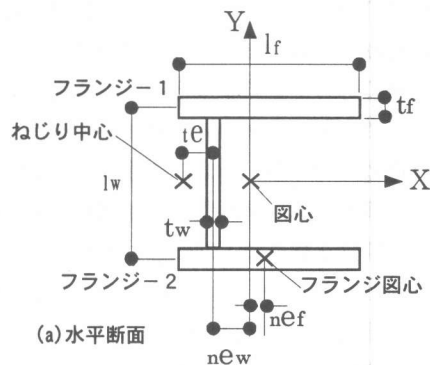 Y
lf
フランジ-1
tf
ねじり中心
te
lw
X
図心
tw
フランジ-2
フランジ図心
nef
(a)水平断面
new